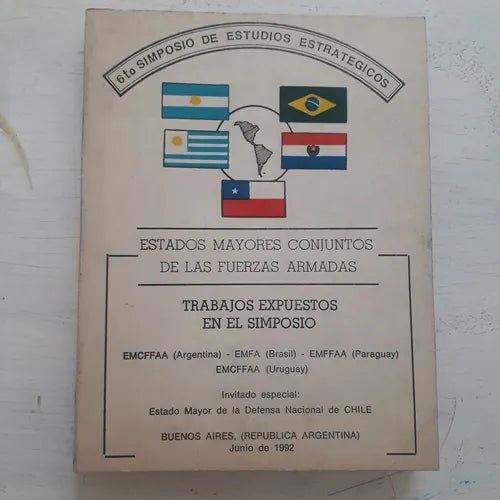 6to SIMPOSIO DE ESTUDIOS ESTRATEGICOS
ESTADOS MAYORES CONJUNTOS
DE LAS FUERZAS ARMADAS
TRABAJOS EXPUESTOS
EN EL SIMPOSIO
EMCFFAA (Argentina) - EMFA (Brasil) - EMFFAA (Paraguay)
EMCFFAA (Uruguay)
Invitado especial:
Estado Mayor de la Defensa Nacional de CHILE
BUENOS AIRES, (REPUBLICA ARGENTINA)
Junio de 1992